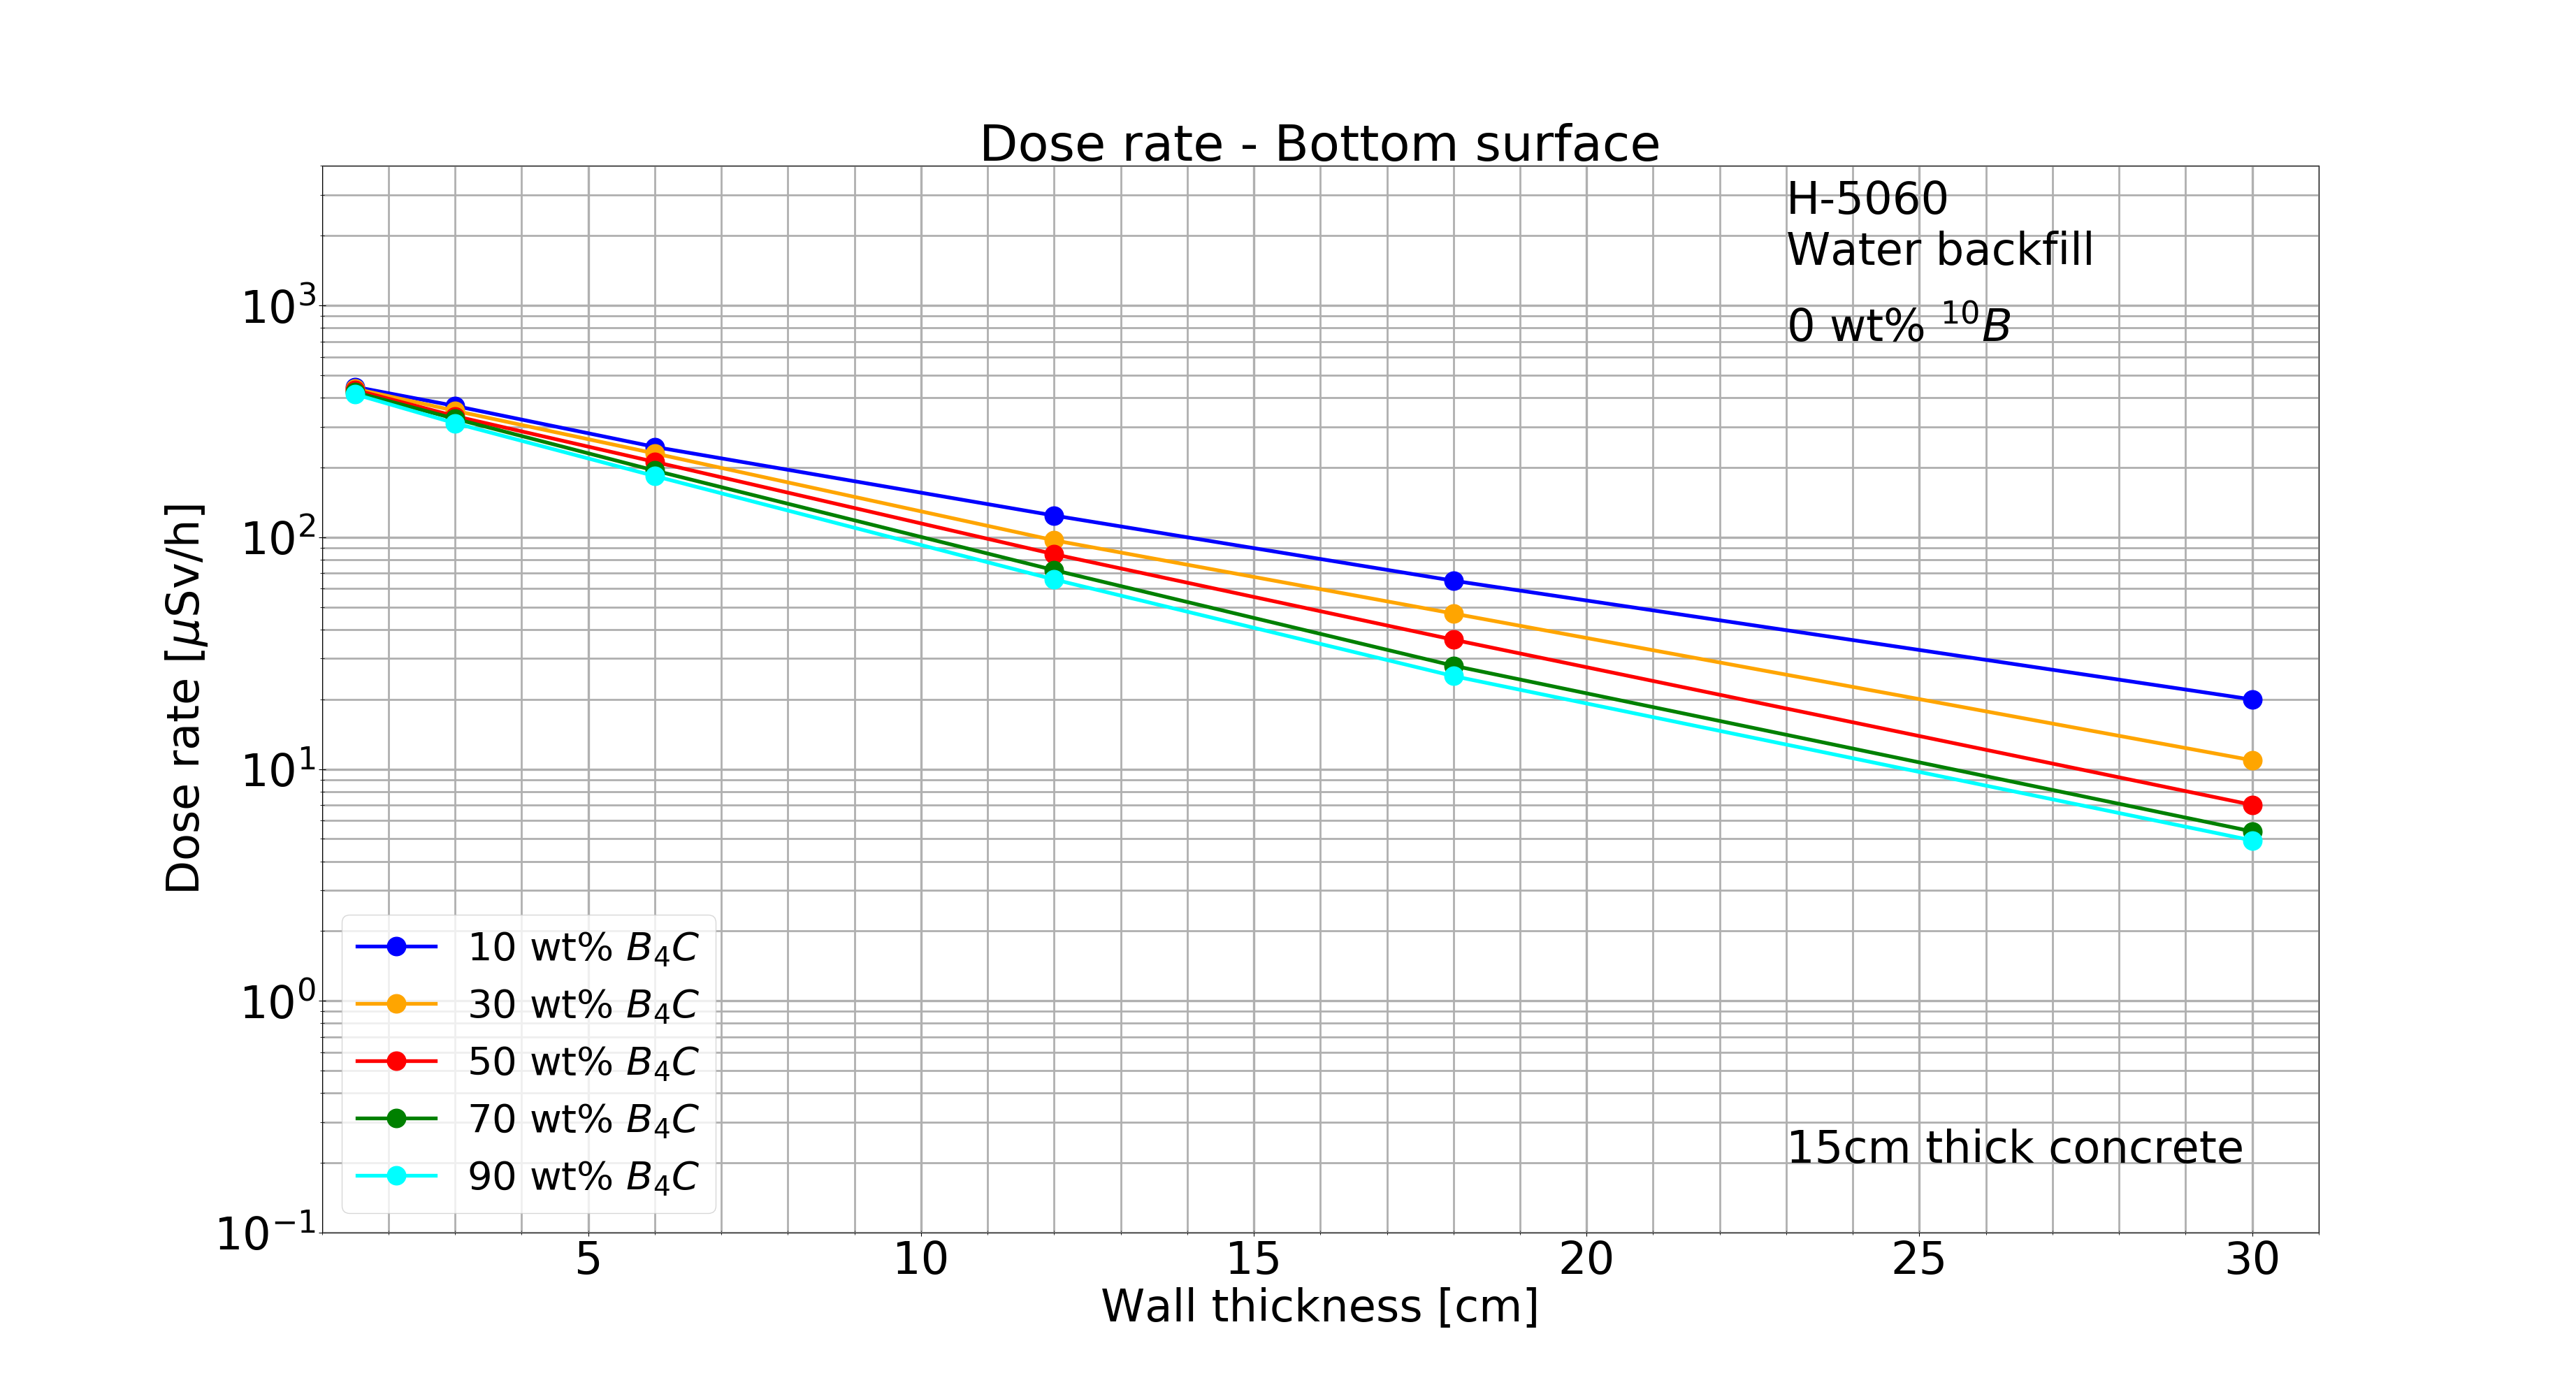 Dose rate - Bottom surface
H-5060
Water backfill
0 wt% ¹⁰B
10³
10²
10¹
10⁰
10⁻¹
Dose rate [μSv/h]
10 wt% B₄C
30 wt% B₄C
50 wt% B₄C
70 wt% B₄C
90 wt% B₄C
15cm thick concrete
5 10 15 20 25 30
Wall thickness [cm]